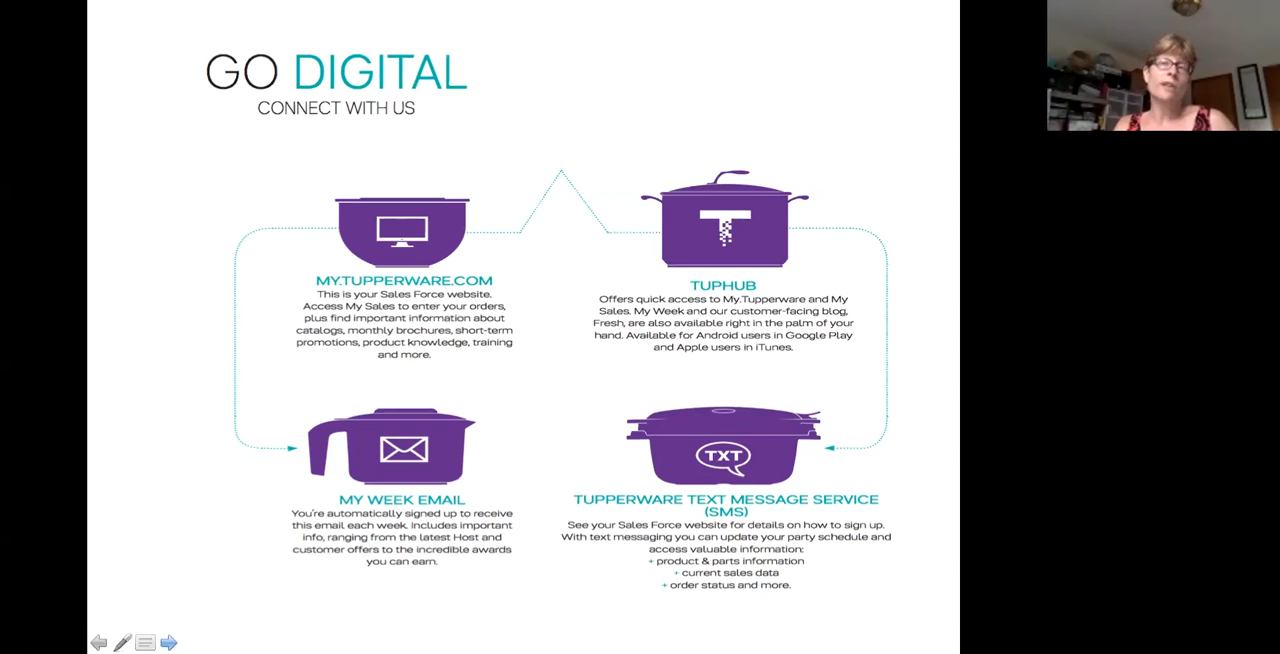 GO DIGITAL
CONNECT WITH US
MY.TUPPERWARE.COM
This is your Sales Force website.
Access My Sales to enter your orders,
plus find important information about
catalogs, monthly brochures, short-term
promotions, product knowledge, training
and more.
T
TUPHUB
Offers quick access to My.Tupperware and My
Sales. My Week and our customer-facing blog,
Fresh, are also available right in the palm of your
hand. Available for Android users in Google Play
and Apple users in iTunes.
MY WEEK EMAIL
You're automatically signed up to receive
this email each week. Includes important
info, ranging from the latest Host and
customer offers to the incredible awards
you can earn.
TXT
TUPPERWARE TEXT MESSAGE SERVICE
(SMS)
See your Sales Force website for details on how to sign up.
With text messaging you can update your party schedule and
access valuable information:
+ product & parts information
+ current sales data
+ order status and more.